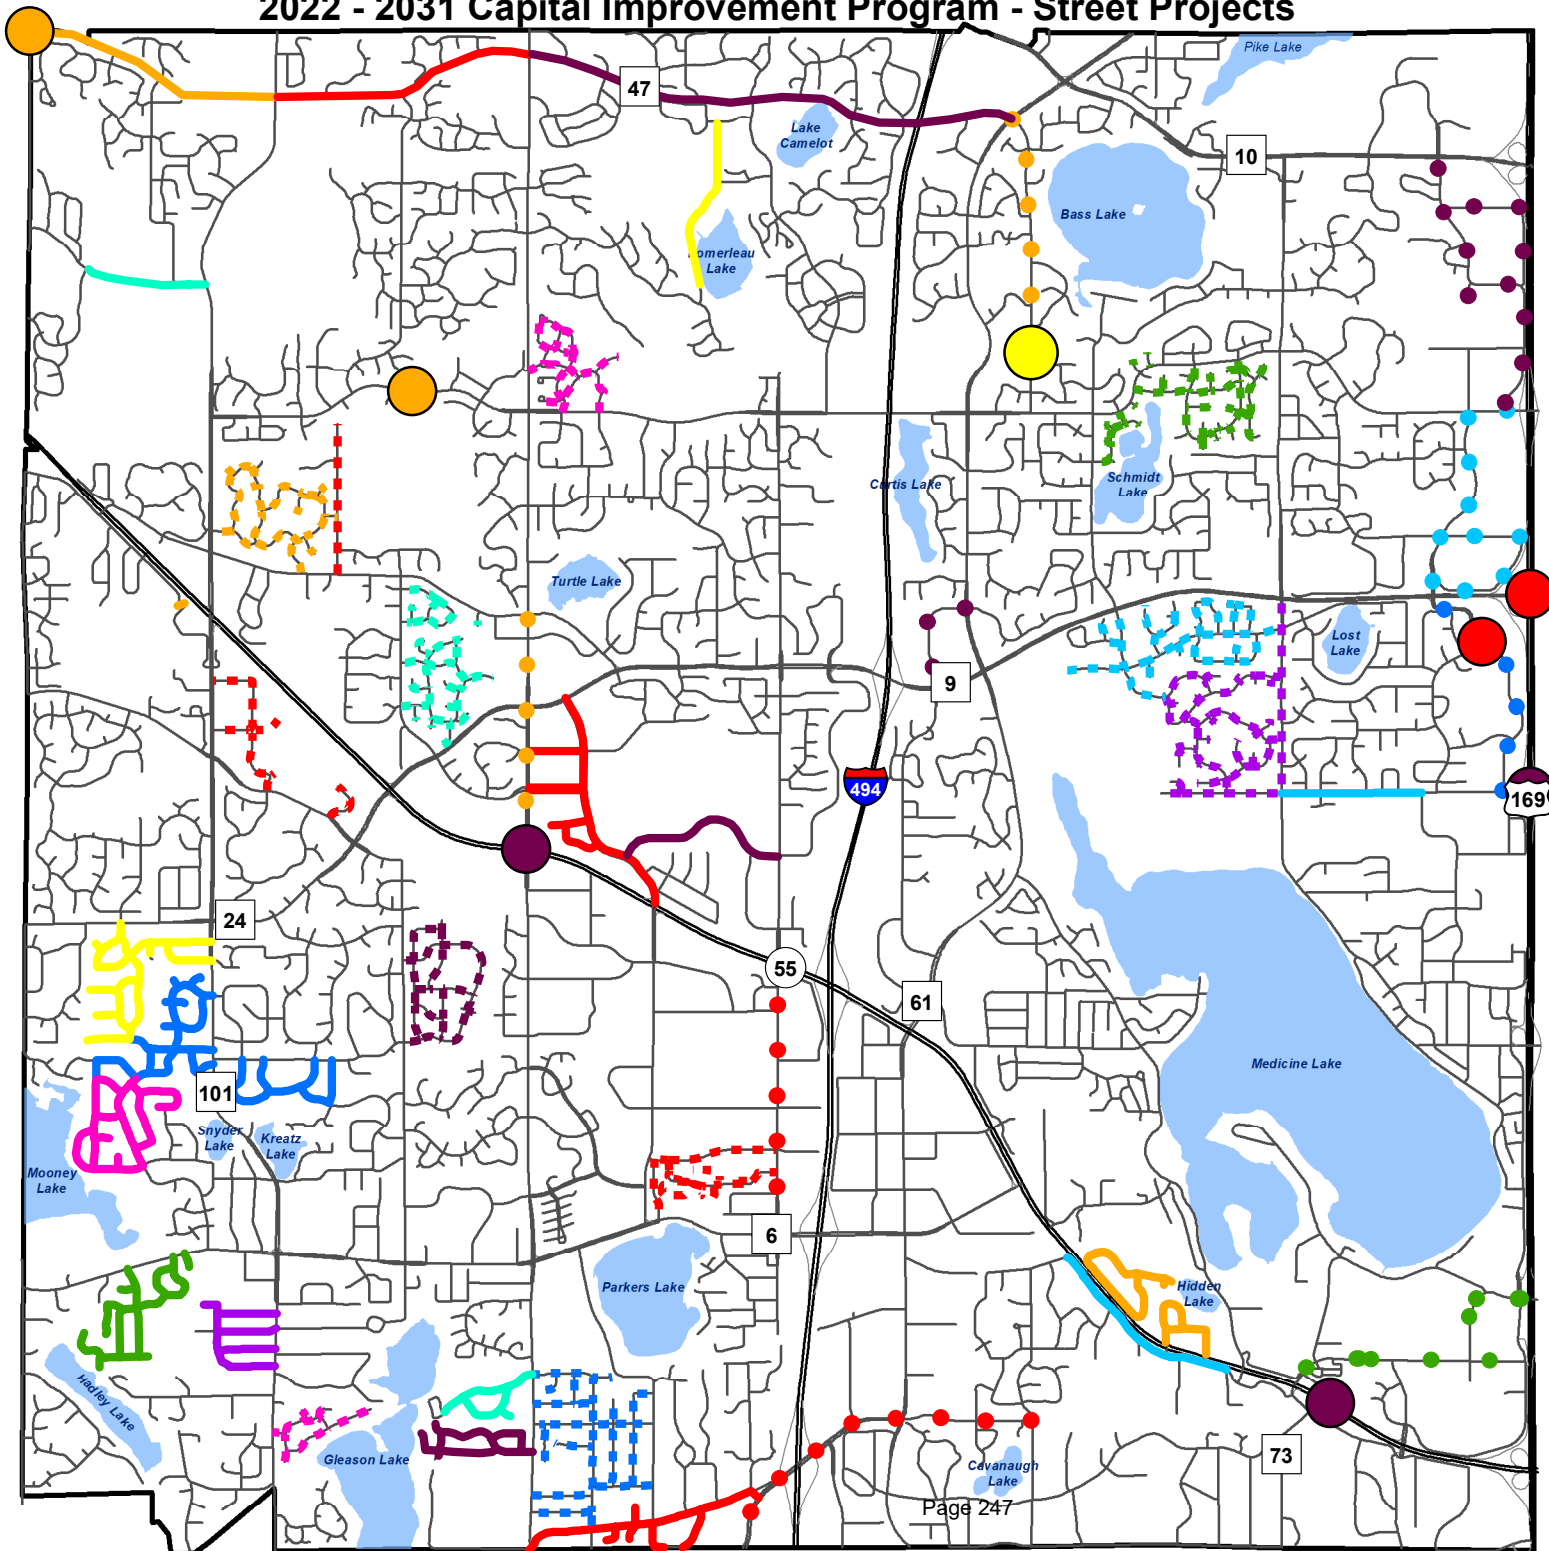 2022 - 2031 Capital Improvement Program - Street Projects
Pike Lake
47
Lake
Camelot
10
Bass Lake
Pomerleau
Lake
Curtis Lake
Schmidt
Lake
Turtle Lake
Lost
Lake
9
494
169
24
55
61
Medicine Lake
101
Snyder
Lake
Kreatz
Lake
Mooney
Lake
6
Parkers Lake
Hidden
Lake
Hadley Lake
Gleason Lake
Cavanaugh
Lake
73
Page 247